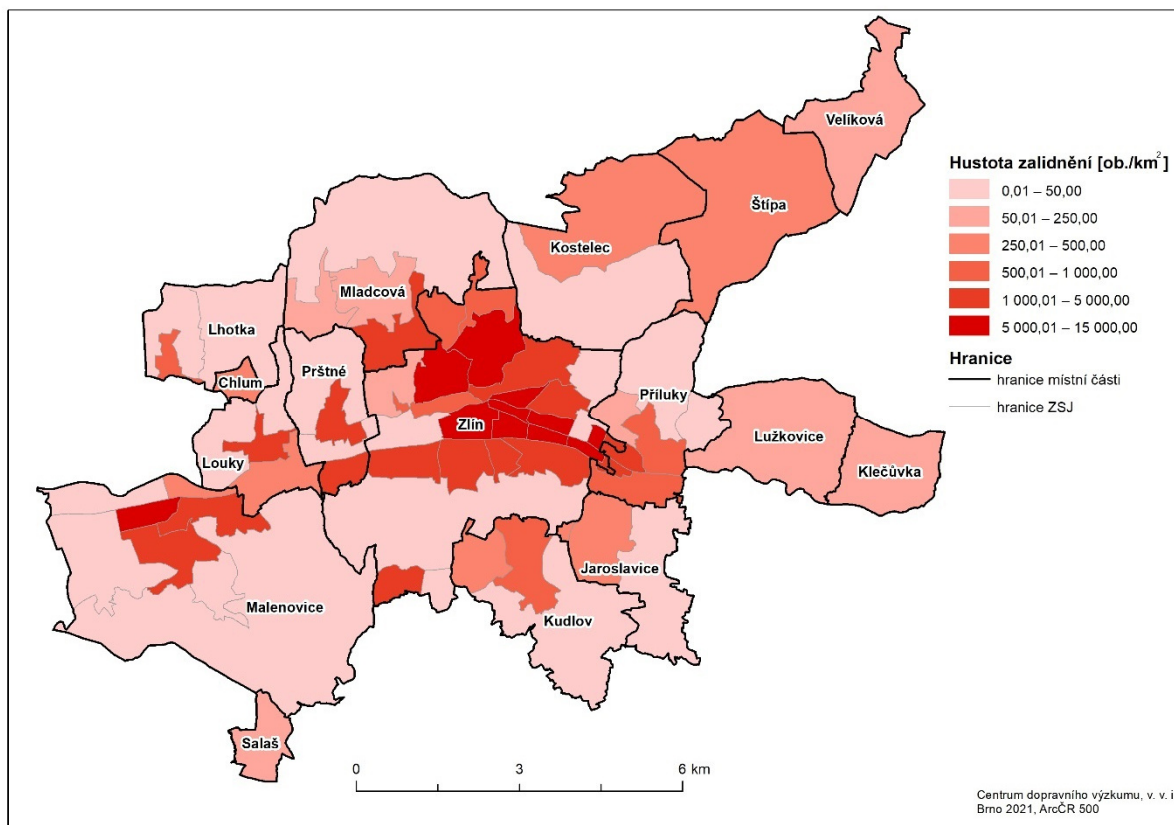 Velíková
Hustota zalidnění [ob./km²]
0,01 – 50,00
50,01 – 250,00
250,01 – 500,00
500,01 – 1 000,00
1 000,01 – 5 000,00
5 000,01 – 15 000,00
Hranice
hranice místní části
hranice ZSJ
Štípa
Kostelec
Mladcová
Lhotka
Prštné
Chlum
Příluky
Zlín
Lužkovice
Louky
Klečůvka
Jaroslavice
Malenovice
Kudlov
Salaš
0 3 6 km
Centrum dopravního výzkumu, v. v. i
Brno 2021, ArcČR 500